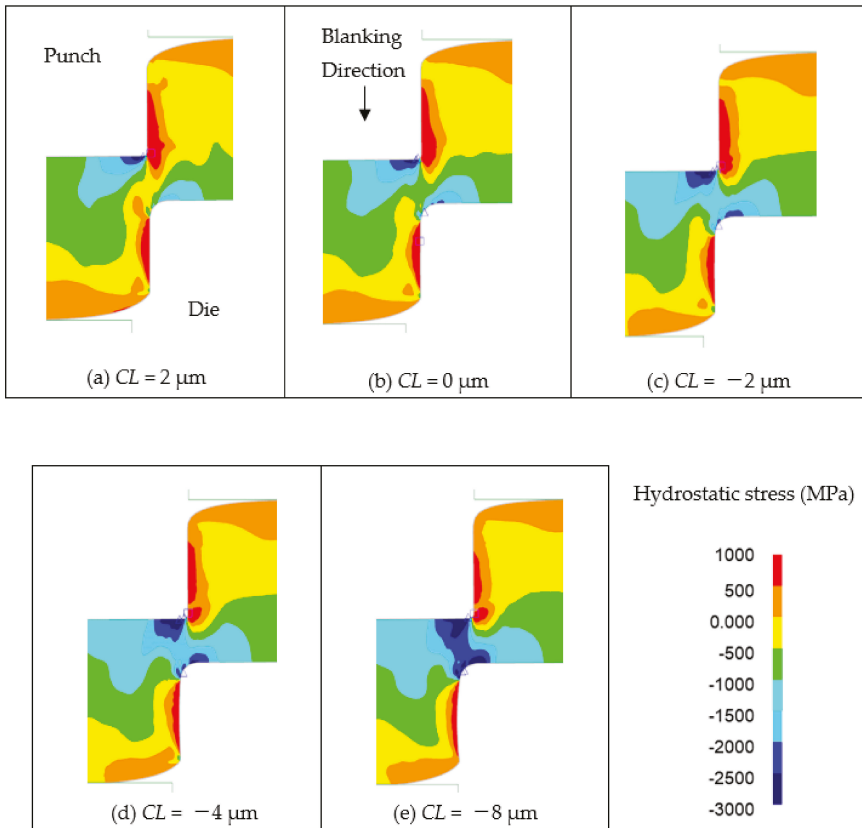 Punch
Blanking
Direction
Die
(a) CL = 2 μm
(b) CL = 0 μm
(c) CL = −2 μm
Hydrostatic stress (MPa)
1000
500
0.000
-500
-1000
-1500
-2000
-2500
-3000
(d) CL = −4 μm
(e) CL = −8 μm